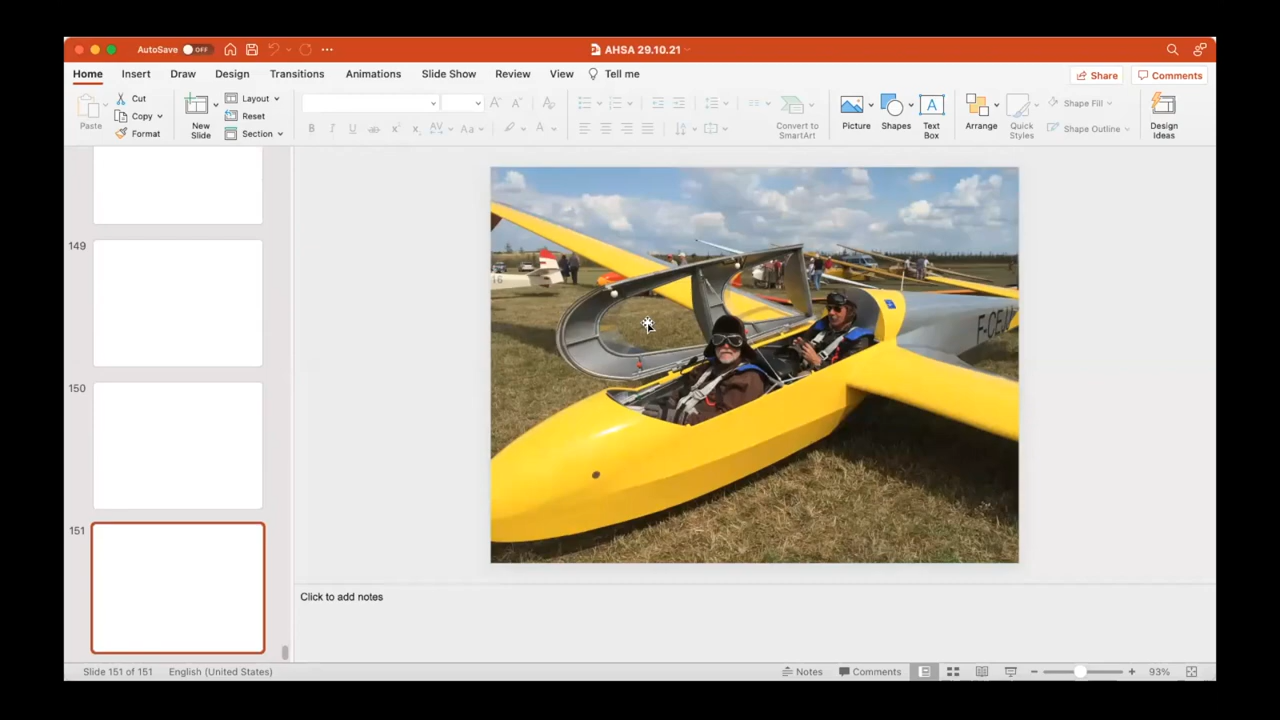 AutoSave OFF
AHSA 29.10.21
Home Insert Draw Design Transitions Animations Slide Show Review View Tell me
Share Comments
Paste
Cut
Copy
Format
New
Slide
Layout
Reset
Section
Convert to
SmartArt
Picture
Shapes
Text
Box
Arrange
Quick
Styles
Shape Fill
Shape Outline
Design
Ideas
149
150
151
16
Click to add notes
Slide 151 of 151 English (United States) Notes Comments 93%